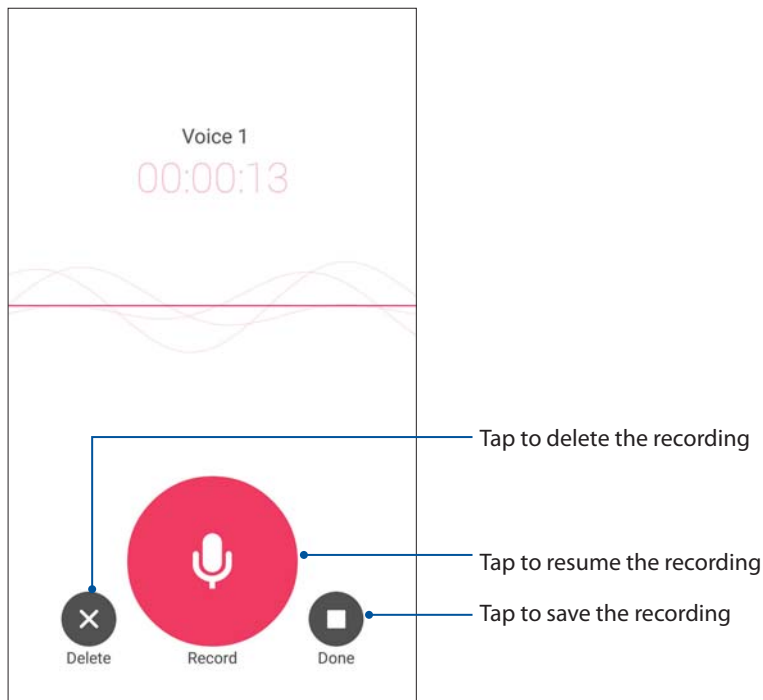 Voice 1
00:00:13
Tap to delete the recording
Tap to resume the recording
Tap to save the recording
Delete
Record
Done